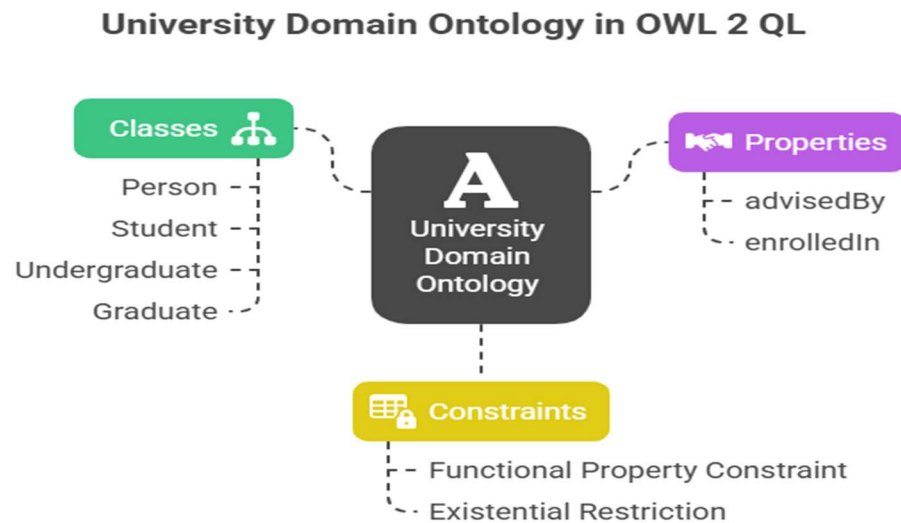 University Domain Ontology in OWL 2 QL
Classes
Person
Student
Undergraduate
Graduate
A
University
Domain
Ontology
Properties
advisedBy
enrolledIn
Constraints
Functional Property Constraint
Existential Restriction